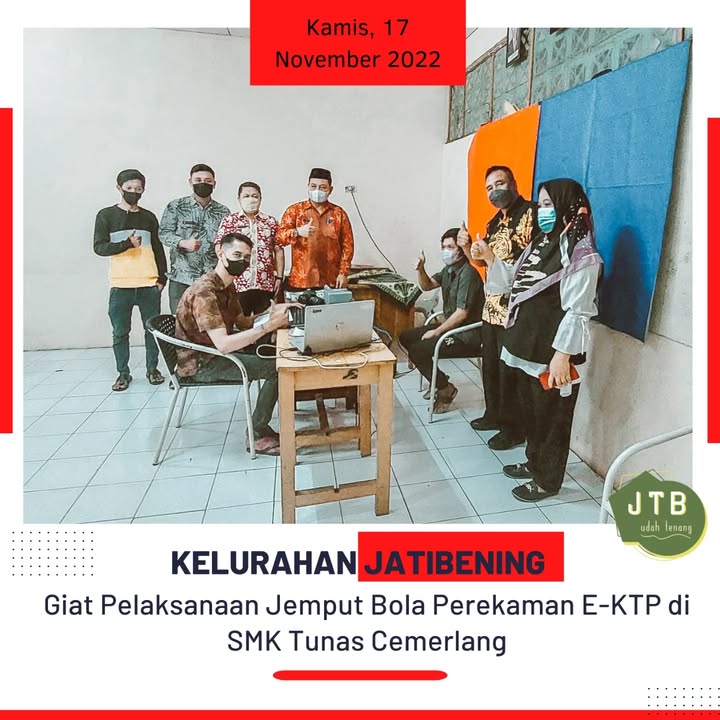 Kamis, 17
November 2022
JTB
udah tenang
KELURAHAN JATIBENING
Giat Pelaksanaan Jemput Bola Perekaman E-KTP di
SMK Tunas Cemerlang